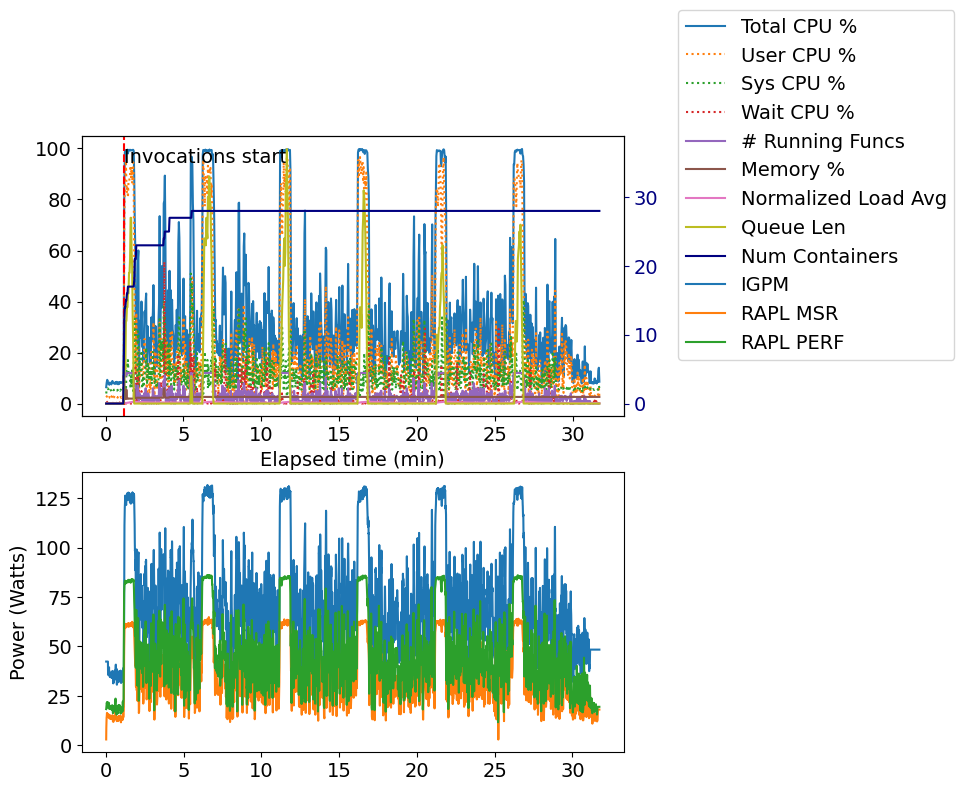 Total CPU %
User CPU %
Sys CPU %
Wait CPU %
# Running Funcs
Memory %
Normalized Load Avg
Queue Len
Num Containers
IGPM
RAPL MSR
RAPL PERF
Invocations start
100
80
60
40
20
0
30
20
10
0
0 5 10 15 20 25 30
Elapsed time (min)
Power (Watts)
125
100
75
50
25
0
0 5 10 15 20 25 30